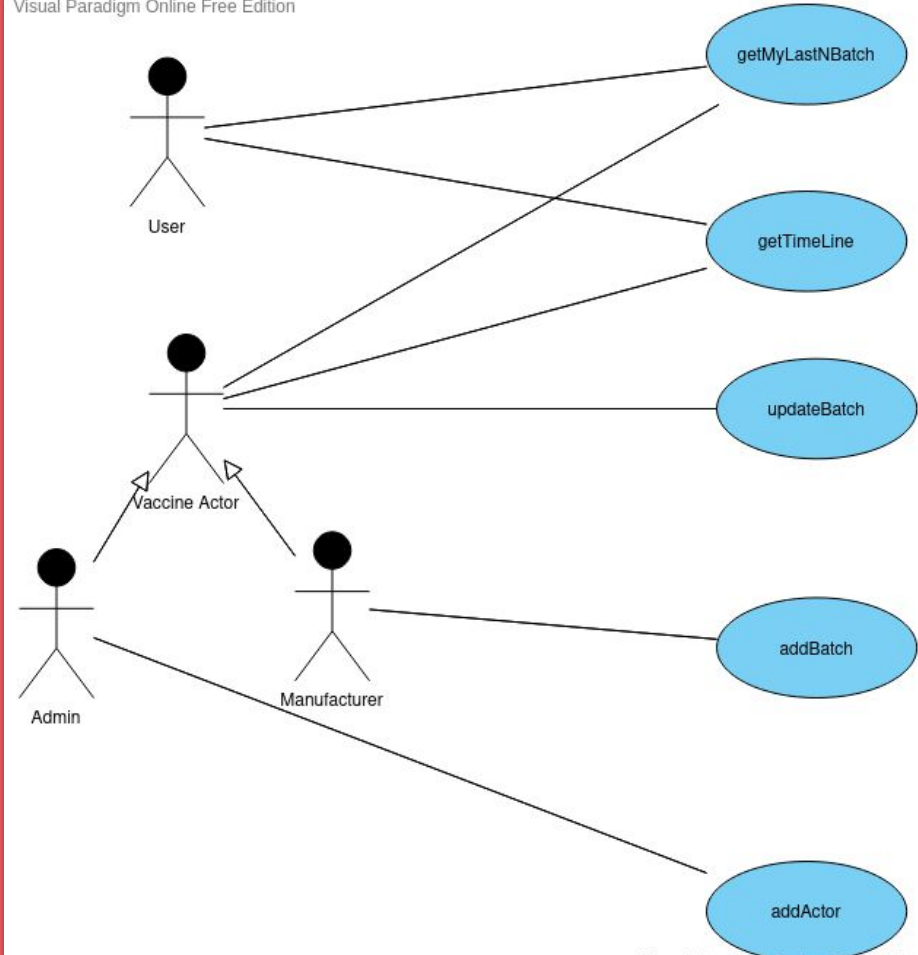 Visual Paradigm Online Free Edition
getMyLastNBatch
User
getTimeLine
updateBatch
Vaccine Actor
addBatch
Manufacturer
Admin
addActor